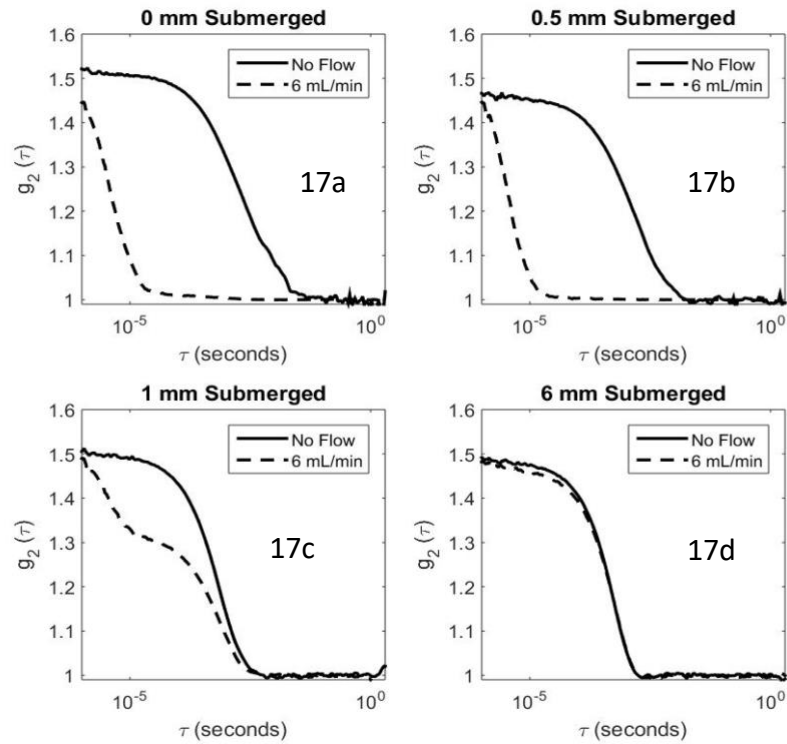 0 mm Submerged
1.6
1.5
1.4
1.3
1.2
1.1
1
g₂ (τ)
No Flow
6 mL/min
17a
10⁻⁵
10⁰
τ (seconds)
0.5 mm Submerged
1.6
1.5
1.4
1.3
1.2
1.1
1
g₂ (τ)
No Flow
6 mL/min
17b
10⁻⁵
10⁰
τ (seconds)
1 mm Submerged
1.6
1.5
1.4
1.3
1.2
1.1
1
g₂ (τ)
No Flow
6 mL/min
17c
10⁻⁵
10⁰
τ (seconds)
6 mm Submerged
1.6
1.5
1.4
1.3
1.2
1.1
1
g₂ (τ)
No Flow
6 mL/min
17d
10⁻⁵
10⁰
τ (seconds)